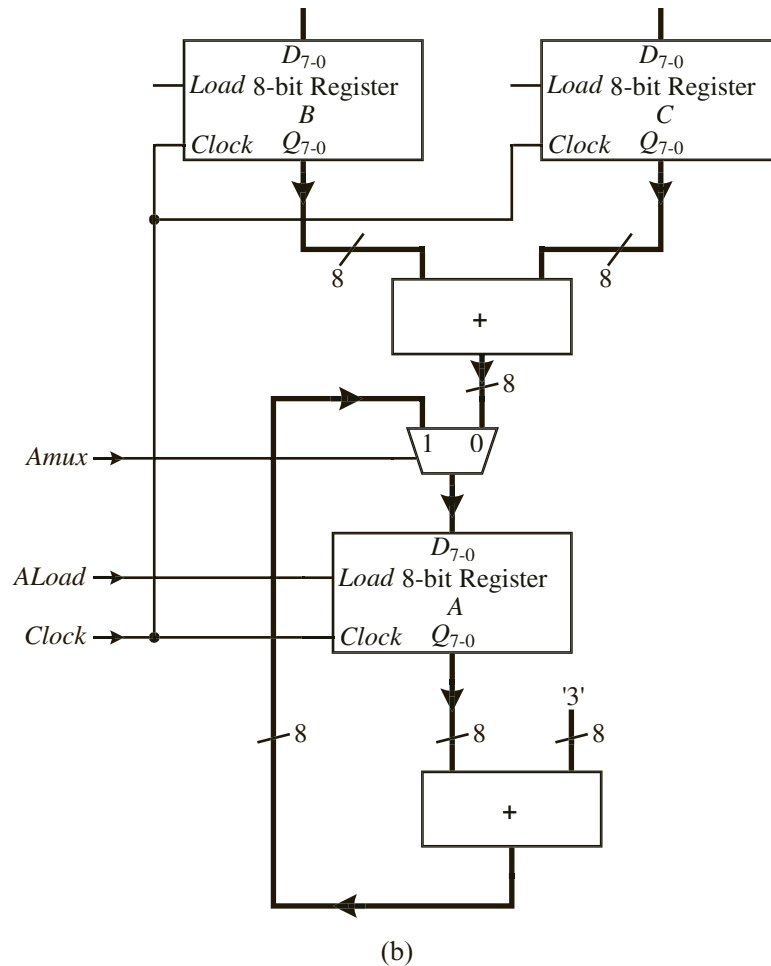 D7-0
Load 8-bit Register
B
Clock Q7-0
D7-0
Load 8-bit Register
C
Clock Q7-0
8
8
+
8
1 0
Amux
D7-0
ALoad
Load 8-bit Register
A
Clock
Clock Q7-0
'3'
8
8
8
+
(b)